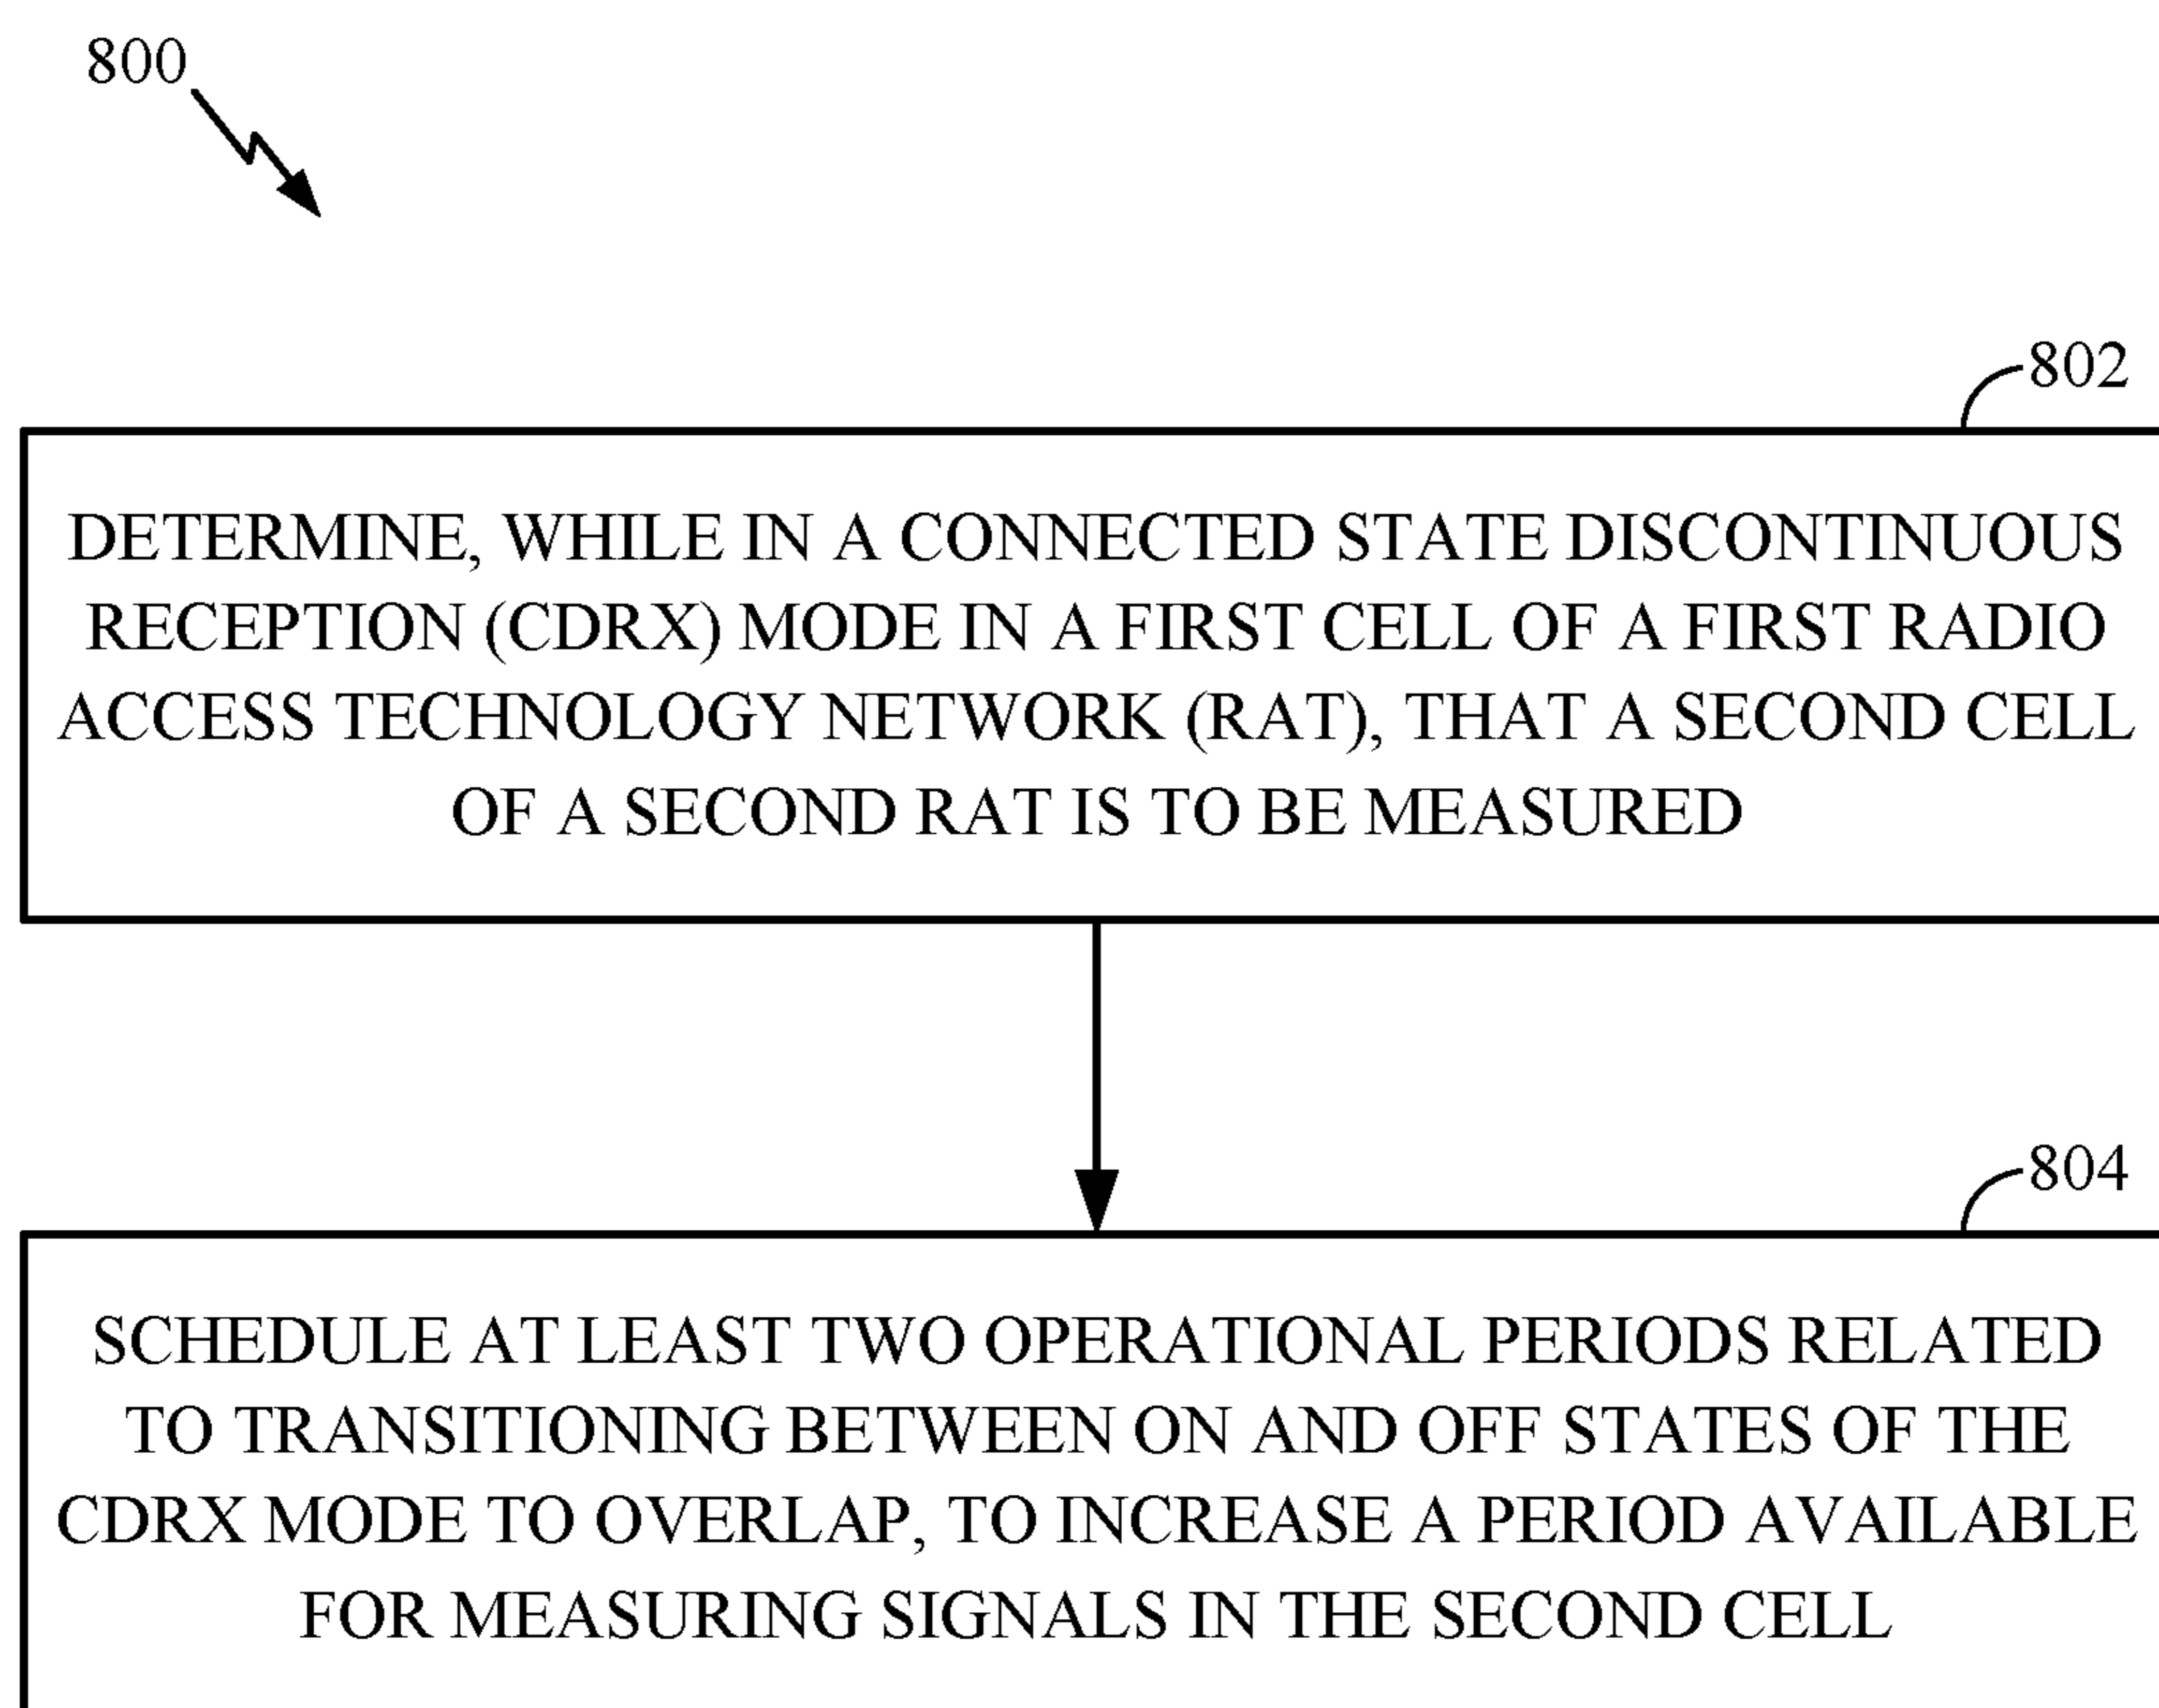 800
802
DETERMINE, WHILE IN A CONNECTED STATE DISCONTINUOUS
RECEPTION (CDRX) MODE IN A FIRST CELL OF A FIRST RADIO
ACCESS TECHNOLOGY NETWORK (RAT), THAT A SECOND CELL
OF A SECOND RAT IS TO BE MEASURED
804
SCHEDULE AT LEAST TWO OPERATIONAL PERIODS RELATED
TO TRANSITIONING BETWEEN ON AND OFF STATES OF THE
CDRX MODE TO OVERLAP, TO INCREASE A PERIOD AVAILABLE
FOR MEASURING SIGNALS IN THE SECOND CELL